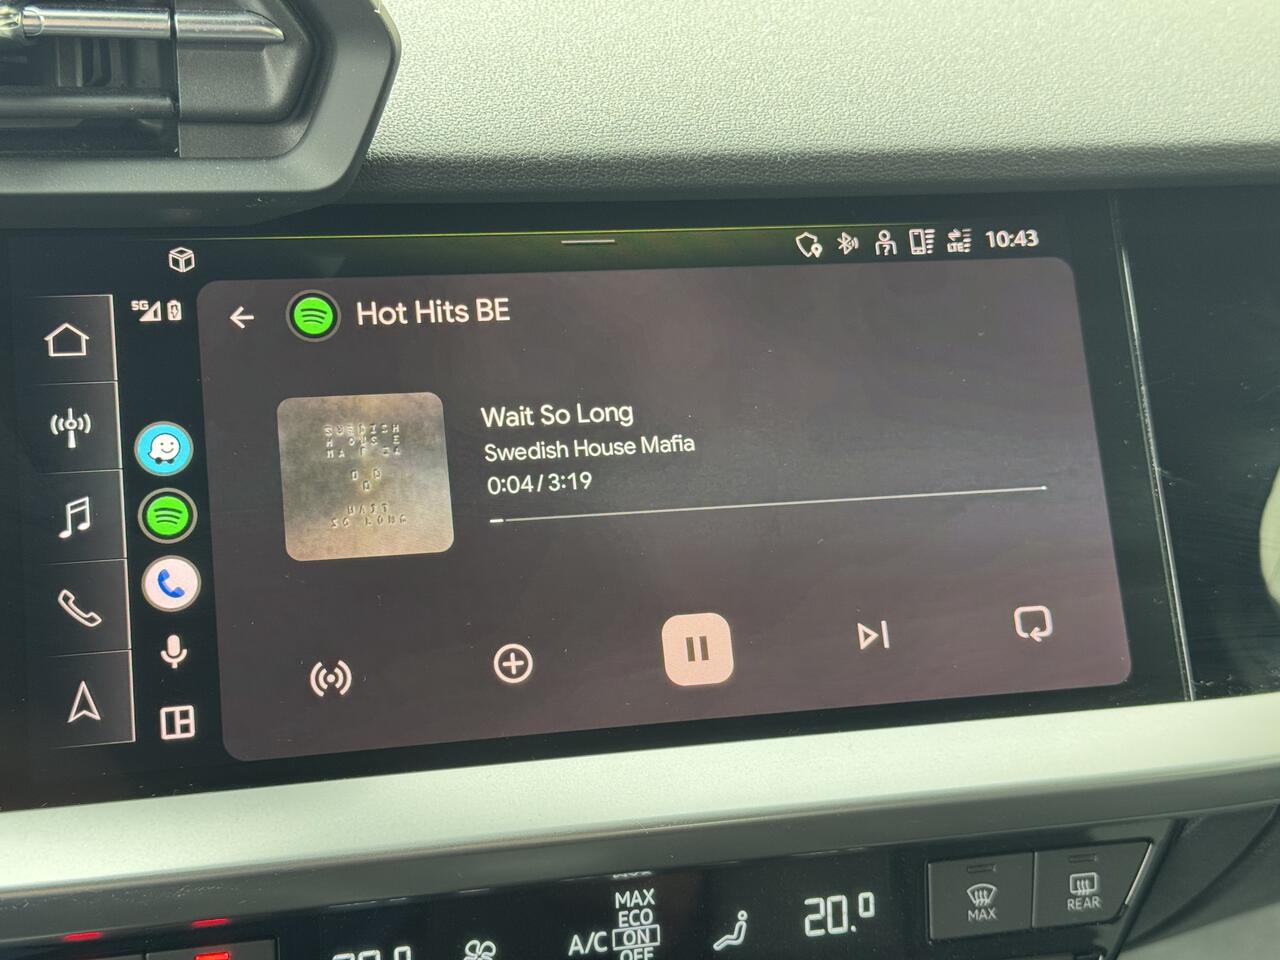 10:43
LTE
5G
Hot Hits BE
SWEDISH
HOUSE
MAFIA
WAIT
SO LONG
Wait So Long
Swedish House Mafia
0:04 / 3:19
MAX
ECO
A/C ON
OFF
20.0
MAX
REAR